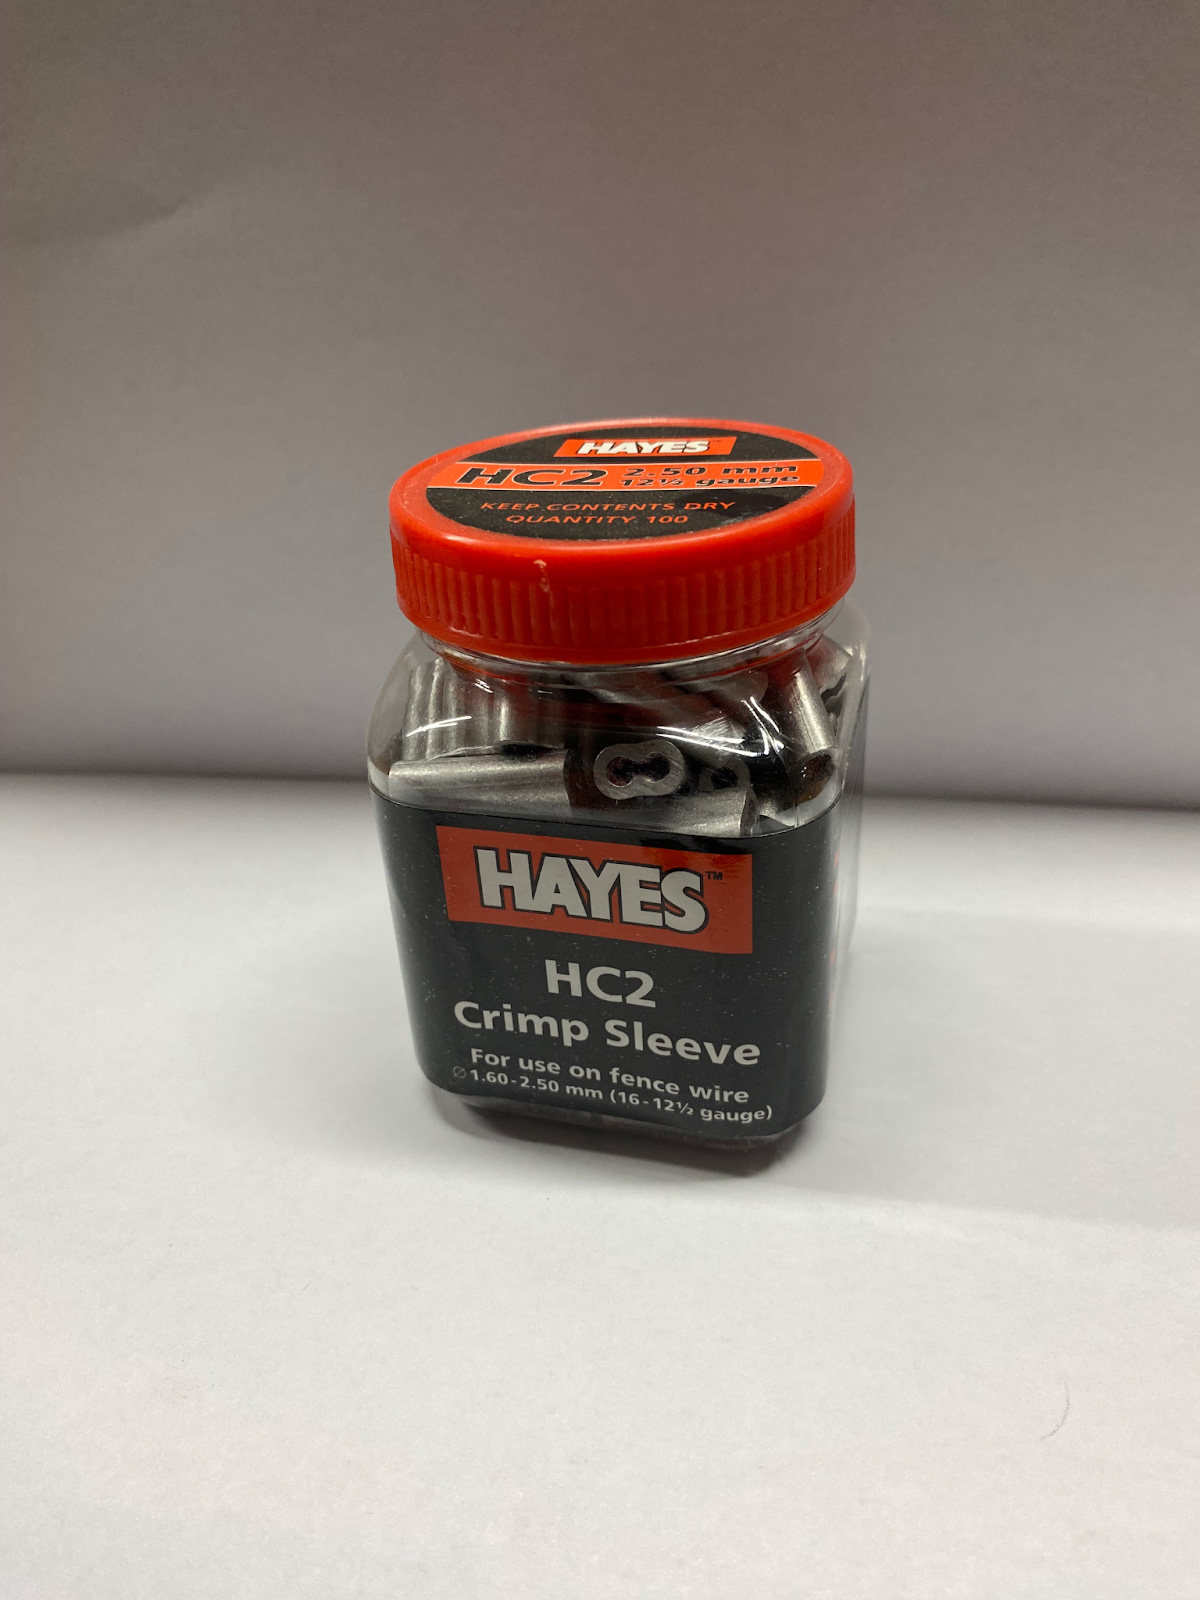 HAYES
HC2 2.50 mm
12½ gauge
KEEP CONTENTS DRY
QUANTITY 100
HAYES™
HC2
Crimp Sleeve
For use on fence wire
∅ 1.60-2.50 mm (16-12½ gauge)